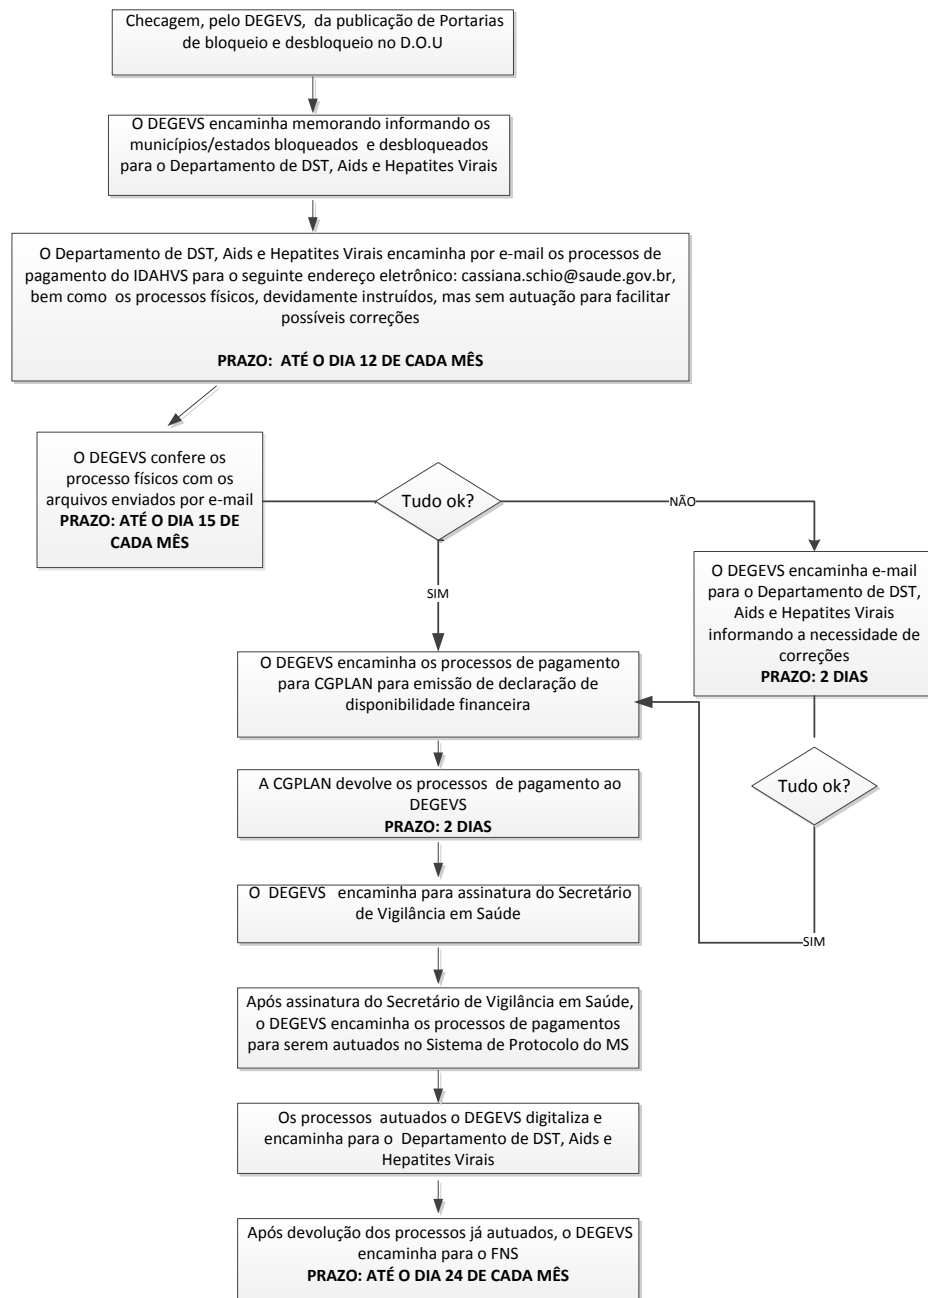 Checagem, pelo DEGEVS, da publicação de Portarias
de bloqueio e desbloqueio no D.O.U
O DEGEVS encaminha memorando informando os
municípios/estados bloqueados e desbloqueados
para o Departamento de DST, Aids e Hepatites Virais
O Departamento de DST, Aids e Hepatites Virais encaminha por e-mail os processos de
pagamento do IDAHVS para o seguinte endereço eletrônico: cassiana.schio@saude.gov.br,
bem como os processos físicos, devidamente instruídos, mas sem autuação para facilitar
possíveis correções
PRAZO: ATÉ O DIA 12 DE CADA MÊS
O DEGEVS confere os
processo físicos com os
arquivos enviados por e-mail
PRAZO: ATÉ O DIA 15 DE
CADA MÊS
Tudo ok?
NÃO
SIM
O DEGEVS encaminha e-mail
para o Departamento de DST,
Aids e Hepatites Virais
informando a necessidade de
correções
PRAZO: 2 DIAS
Tudo ok?
SIM
O DEGEVS encaminha os processos de pagamento
para CGPLAN para emissão de declaração de
disponibilidade financeira
A CGPLAN devolve os processos de pagamento ao
DEGEVS
PRAZO: 2 DIAS
O DEGEVS encaminha para assinatura do Secretário
de Vigilância em Saúde
Após assinatura do Secretário de Vigilância em Saúde,
o DEGEVS encaminha os processos de pagamentos
para serem autuados no Sistema de Protocolo do MS
Os processos autuados o DEGEVS digitaliza e
encaminha para o Departamento de DST, Aids e
Hepatites Virais
Após devolução dos processos já autuados, o DEGEVS
encaminha para o FNS
PRAZO: ATÉ O DIA 24 DE CADA MÊS